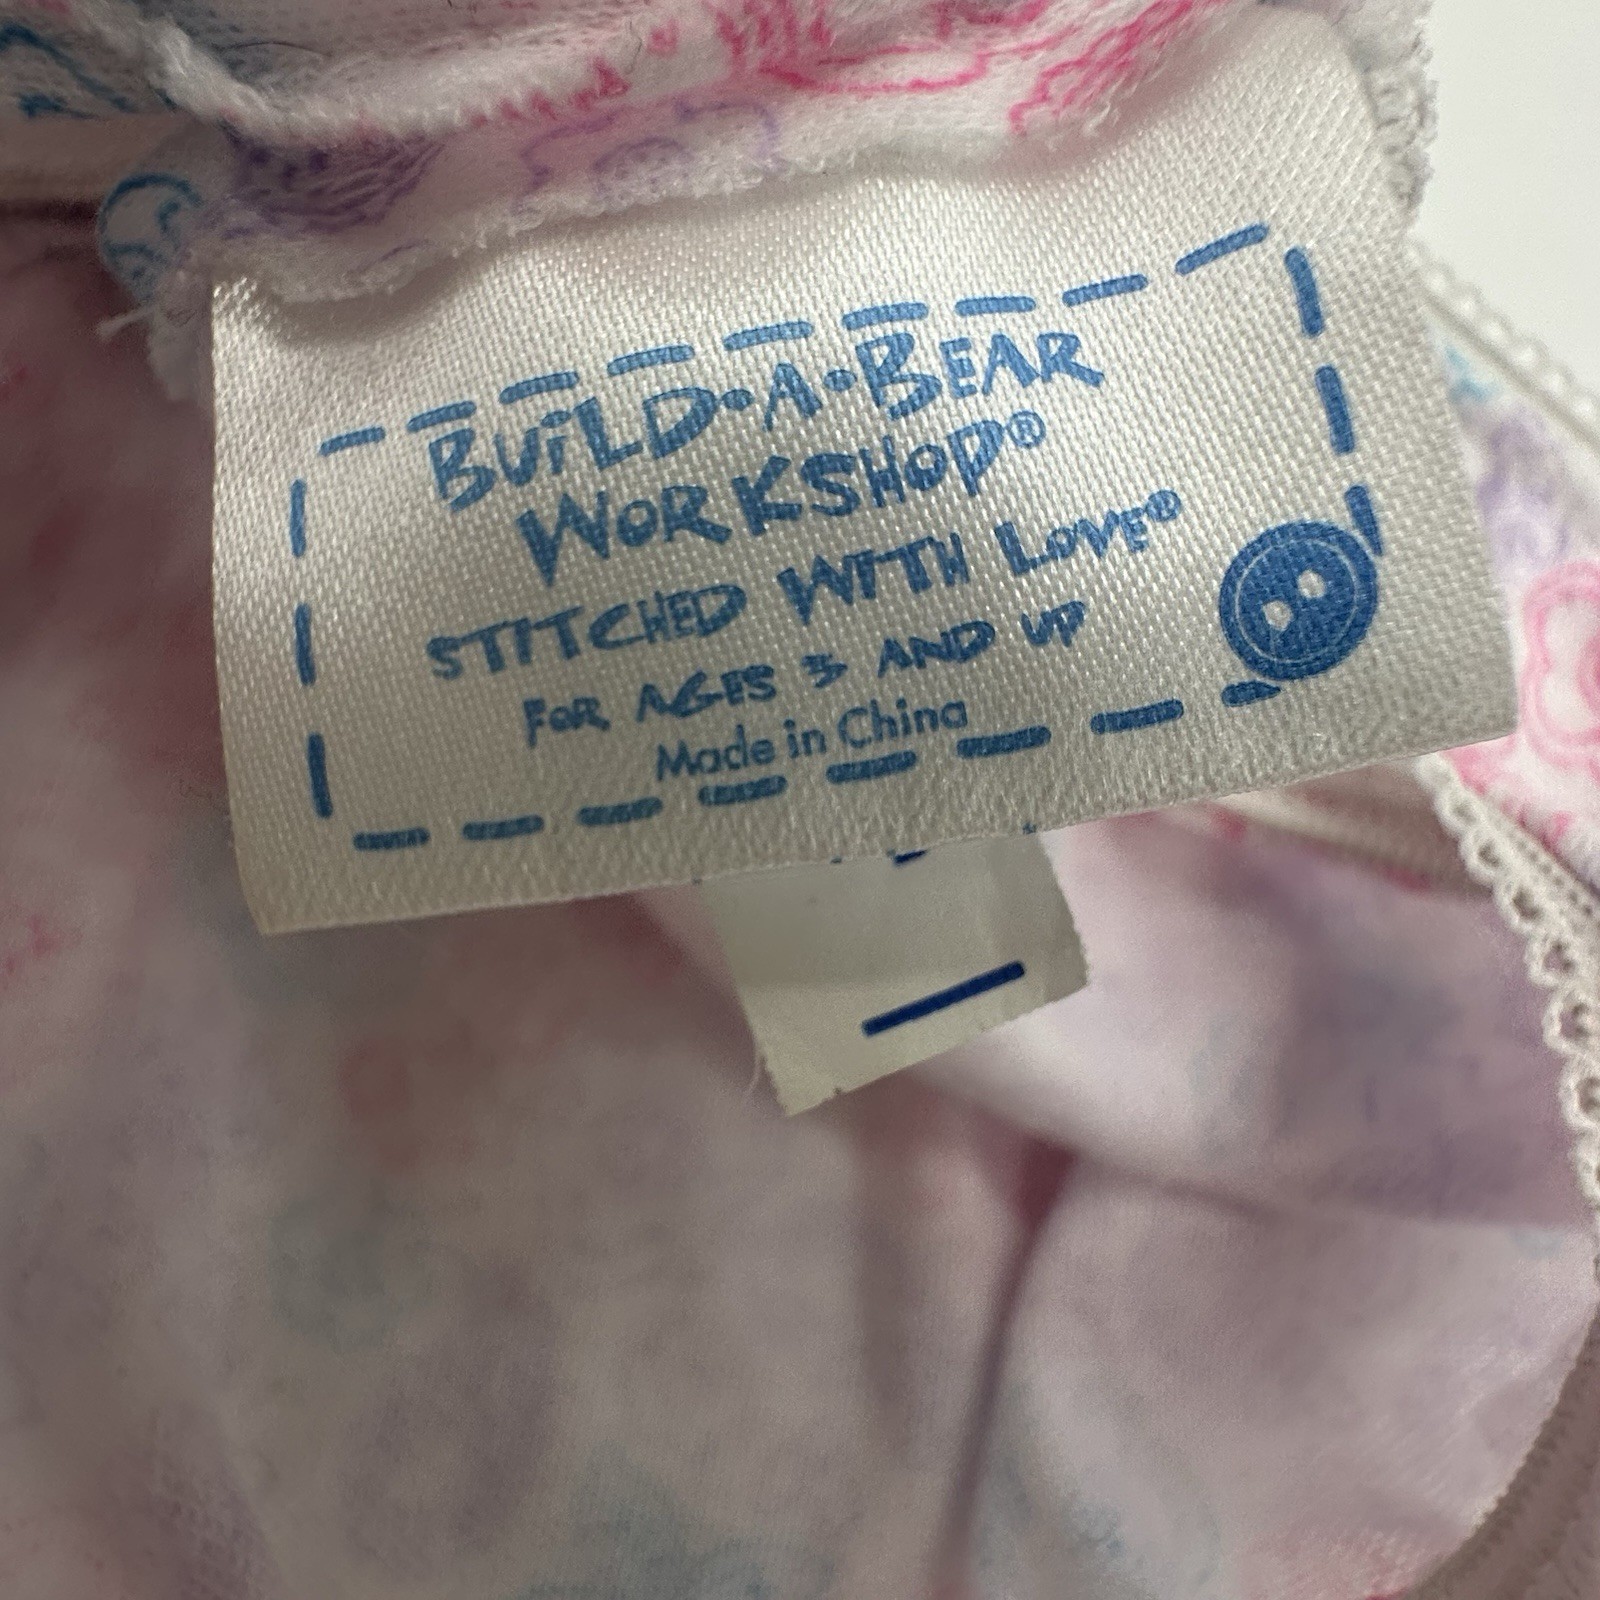 BUiLD•A•BEAR
WORKSHOP®
STITCHED WITH LOVE®
FOR AGES 3 AND UP
Made in China